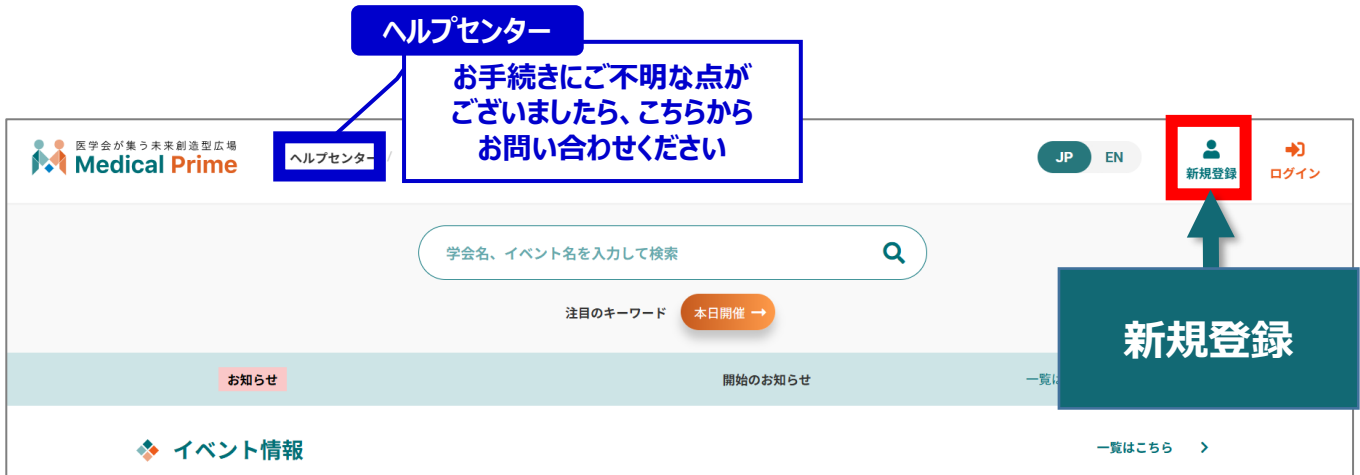 ヘルプセンター
お手続きにご不明な点が
ございましたら、こちらから
お問い合わせください
医学会が集う未来創造型広場
Medical Prime
ヘルプセンター
JP EN
新規登録
ログイン
学会名、イベント名を入力して検索
注目のキーワード
本日開催
新規登録
お知らせ
開始のお知らせ
一覧は
イベント情報
一覧はこちら